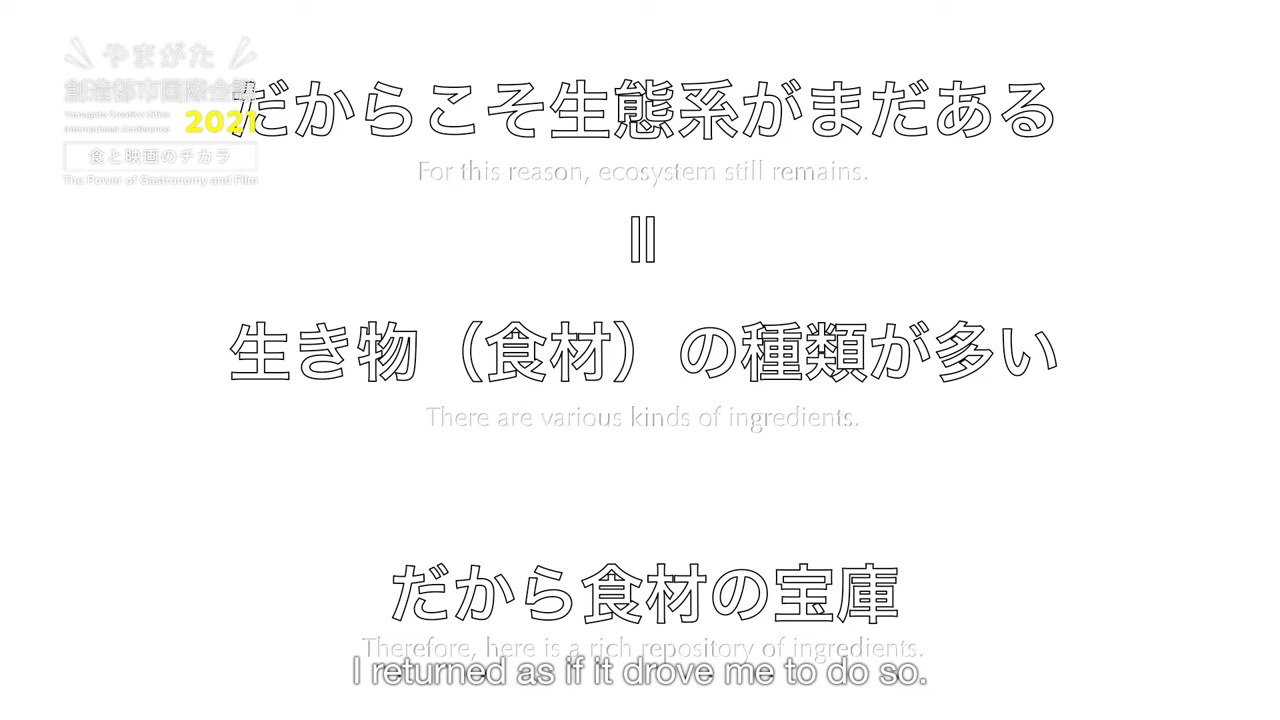 やまがた
創造都市国際会議
Yamagata Creative Cities
International Conference 2021
食と映画のチカラ
The Power of Gastronomy and Film
だからこそ生態系がまだある
For this reason, ecosystem still remains.
＝
生き物（食材）の種類が多い
There are various kinds of ingredients.
だから食材の宝庫
Therefore, here is a rich repository of ingredients.
I returned as if it drove me to do so.